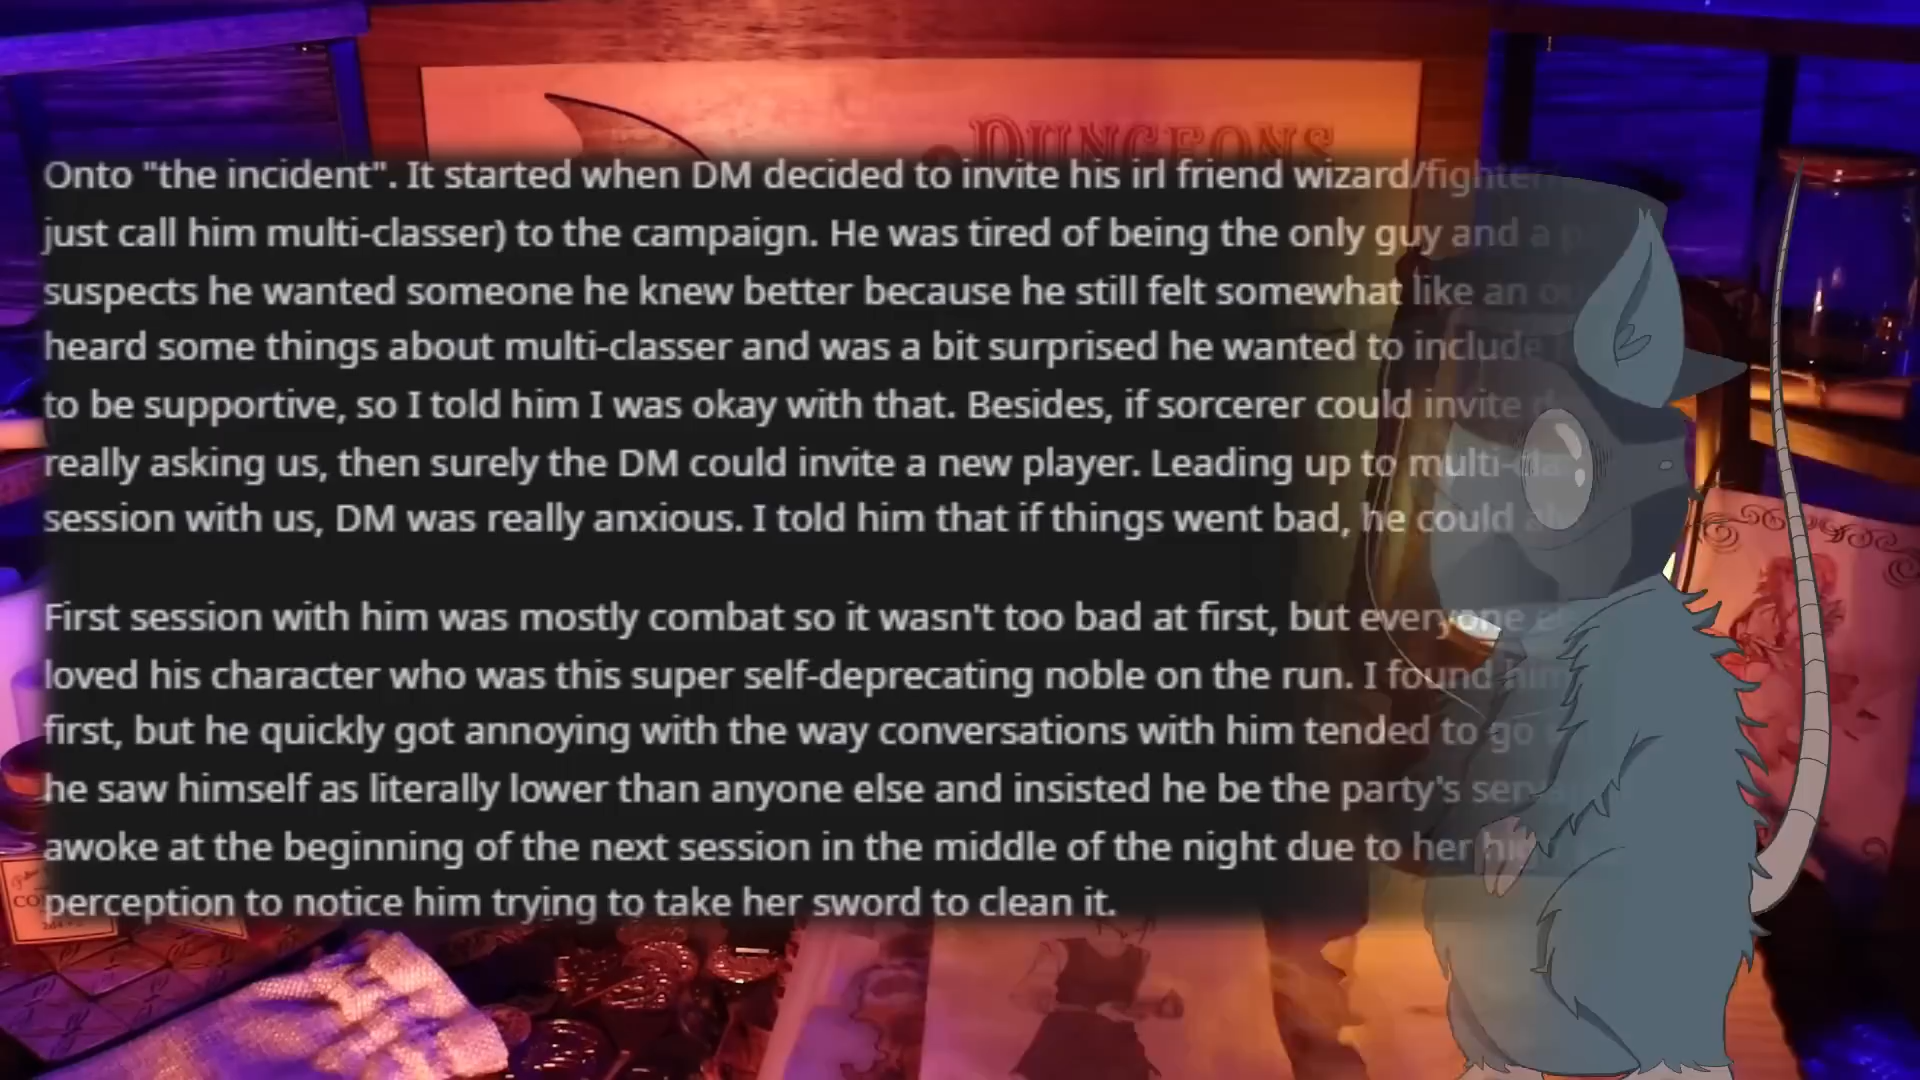 DUNGEONS
Onto "the incident". It started when DM decided to invite his irl friend wizard/fighter
just call him multi-classer) to the campaign. He was tired of being the only guy and a
suspects he wanted someone he knew better because he still felt somewhat like an
heard some things about multi-classer and was a bit surprised he wanted to include
to be supportive, so I told him I was okay with that. Besides, if sorcerer could invite
really asking us, then surely the DM could invite a new player. Leading up to
session with us, DM was really anxious. I told him that if things went bad, he could
First session with him was mostly combat so it wasn't too bad at first, but everyone
loved his character who was this super self-deprecating noble on the run. I found him
first, but he quickly got annoying with the way conversations with him tended to go
he saw himself as literally lower than anyone else and insisted he be the party's
awoke at the beginning of the next session in the middle of the night due to her
perception to notice him trying to take her sword to clean it.